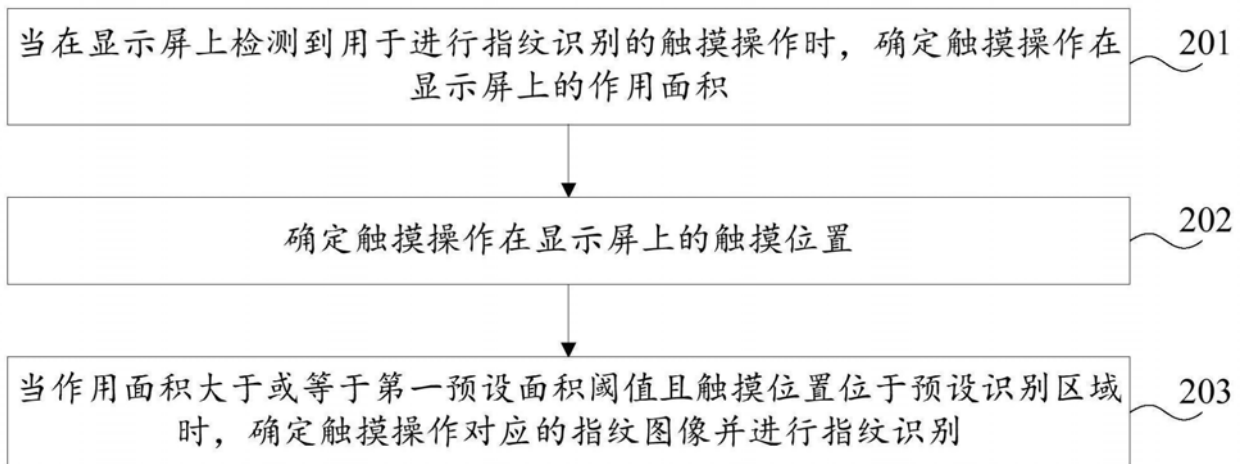 当在显示屏上检测到用于进行指纹识别的触摸操作时，确定触摸操作在
显示屏上的作用面积
201
确定触摸操作在显示屏上的触摸位置
202
当作用面积大于或等于第一预设面积阈值且触摸位置位于预设识别区域
时，确定触摸操作对应的指纹图像并进行指纹识别
203